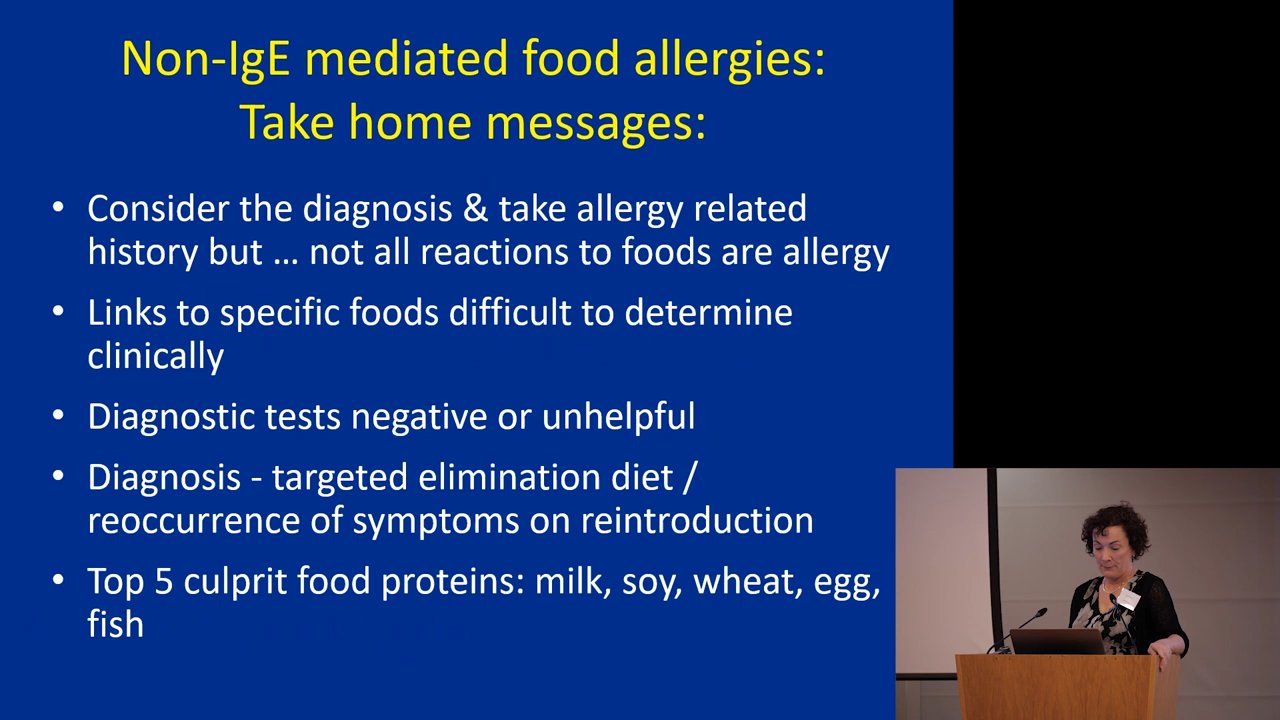 Non-IgE mediated food allergies:
Take home messages:
• Consider the diagnosis & take allergy related
history but ... not all reactions to foods are allergy
• Links to specific foods difficult to determine
clinically
• Diagnostic tests negative or unhelpful
• Diagnosis - targeted elimination diet /
reoccurrence of symptoms on reintroduction
• Top 5 culprit food proteins: milk, soy, wheat, egg,
fish